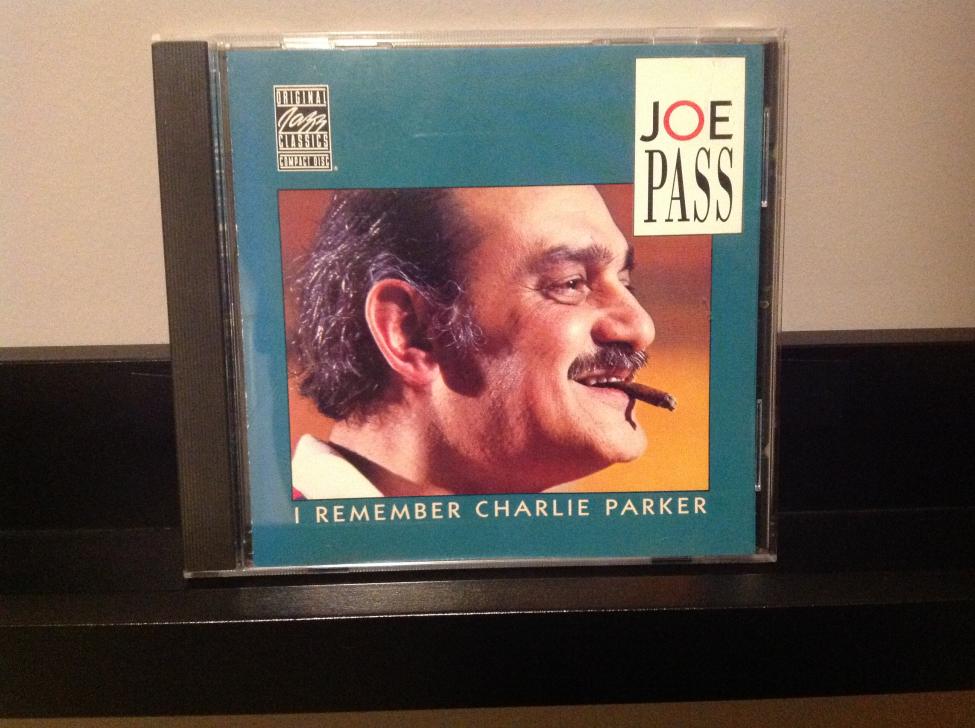 ORIGINAL
Jazz
CLASSICS
COMPACT DISC
JOE
PASS
I REMEMBER CHARLIE PARKER